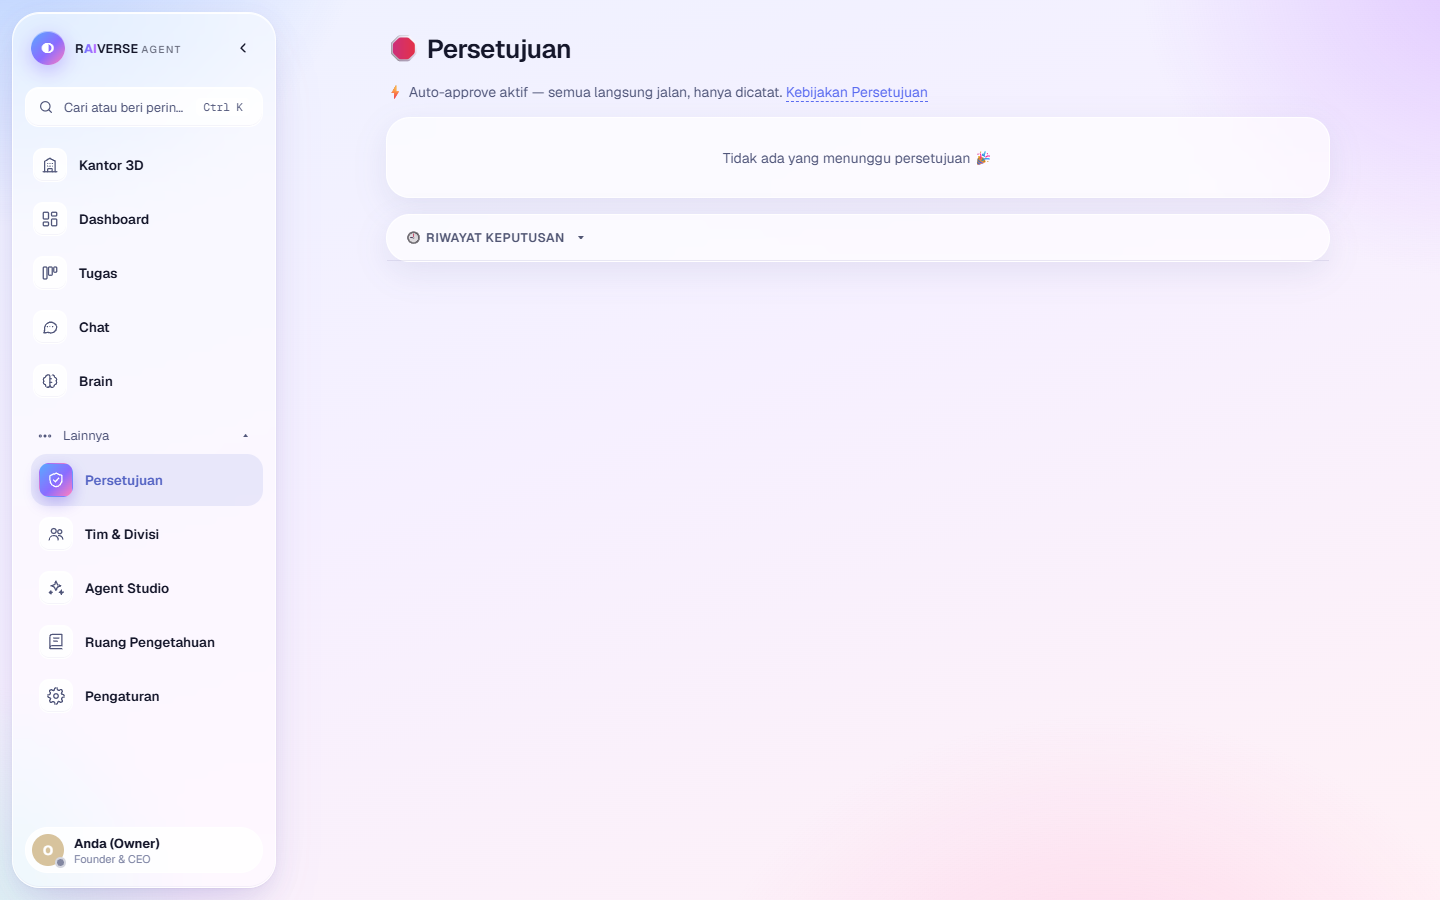 RAIVERSE AGENT
Cari atau beri perin... Ctrl K
Kantor 3D
Dashboard
Tugas
Chat
Brain
Lainnya
Persetujuan
Tim & Divisi
Agent Studio
Ruang Pengetahuan
Pengaturan
O
Anda (Owner)
Founder & CEO
Persetujuan
Auto-approve aktif — semua langsung jalan, hanya dicatat. Kebijakan Persetujuan
Tidak ada yang menunggu persetujuan 🎉
RIWAYAT KEPUTUSAN